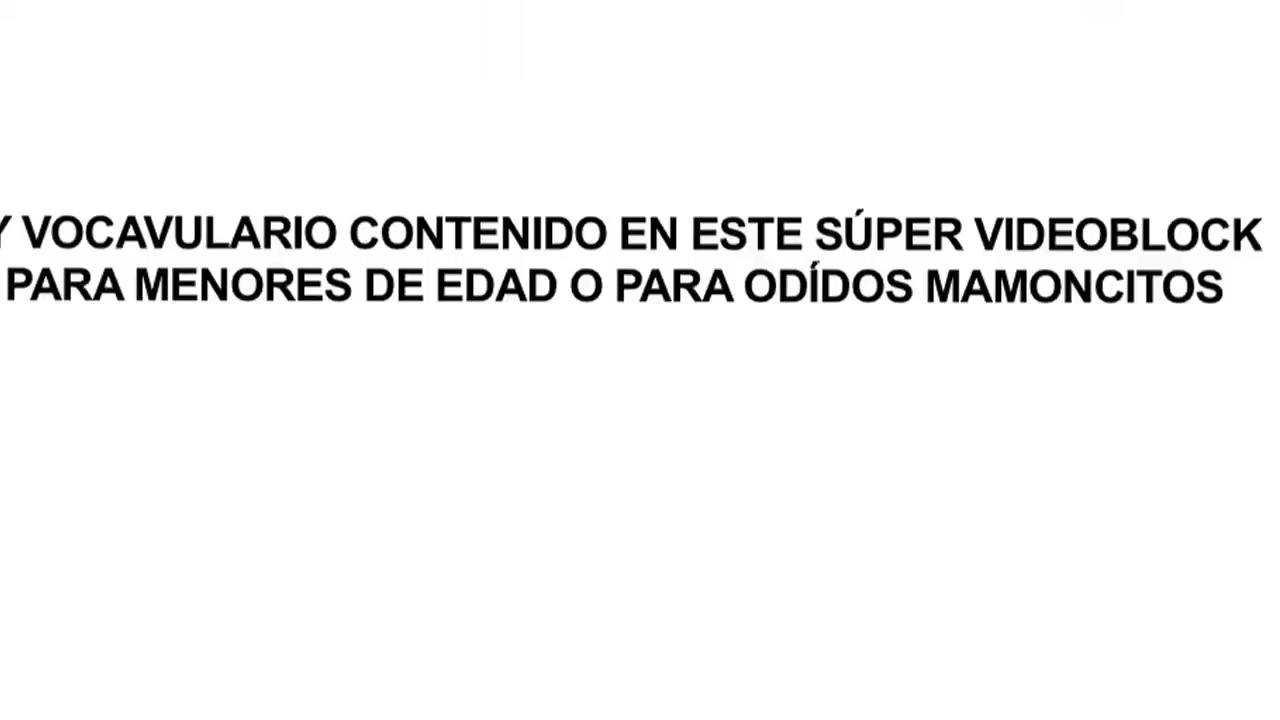 Y VOCAVULARIO CONTENIDO EN ESTE SÚPER VIDEOBLOCK
PARA MENORES DE EDAD O PARA ODÍDOS MAMONCITOS